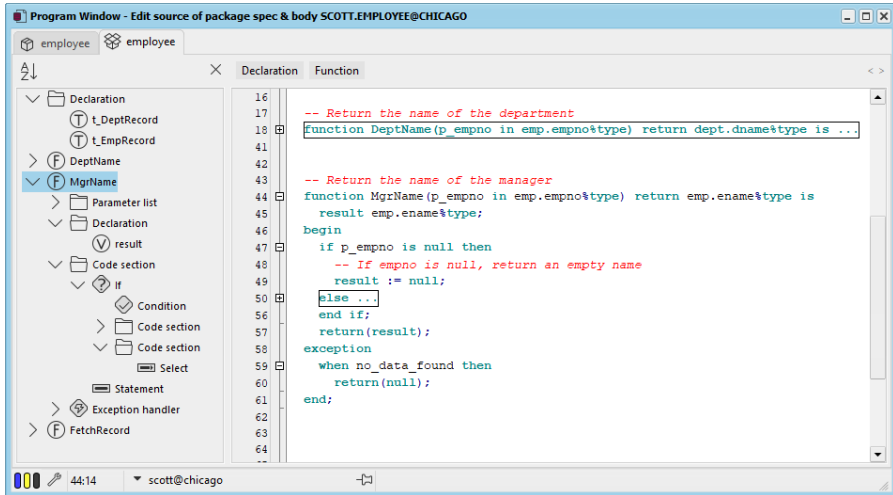 Program Window - Edit source of package spec & body SCOTT.EMPLOYEE@CHICAGO
employee employee
A Z
Declaration Function < >
Declaration
T t_DeptRecord
T t_EmpRecord
F DeptName
F MgrName
Parameter list
Declaration
V result
Code section
? If
Condition
Code section
Code section
Select
Statement
Exception handler
F FetchRecord
16
17 -- Return the name of the department
18 function DeptName(p_empno in emp.empno%type) return dept.dname%type is ...
41
42
43 -- Return the name of the manager
44 function MgrName(p_empno in emp.empno%type) return emp.ename%type is
45 result emp.ename%type;
46 begin
47 if p_empno is null then
48 -- If empno is null, return an empty name
49 result := null;
50 else ...
56 end if;
57 return(result);
58 exception
59 when no_data_found then
60 return(null);
61 end;
62
63
64
44:14 scott@chicago